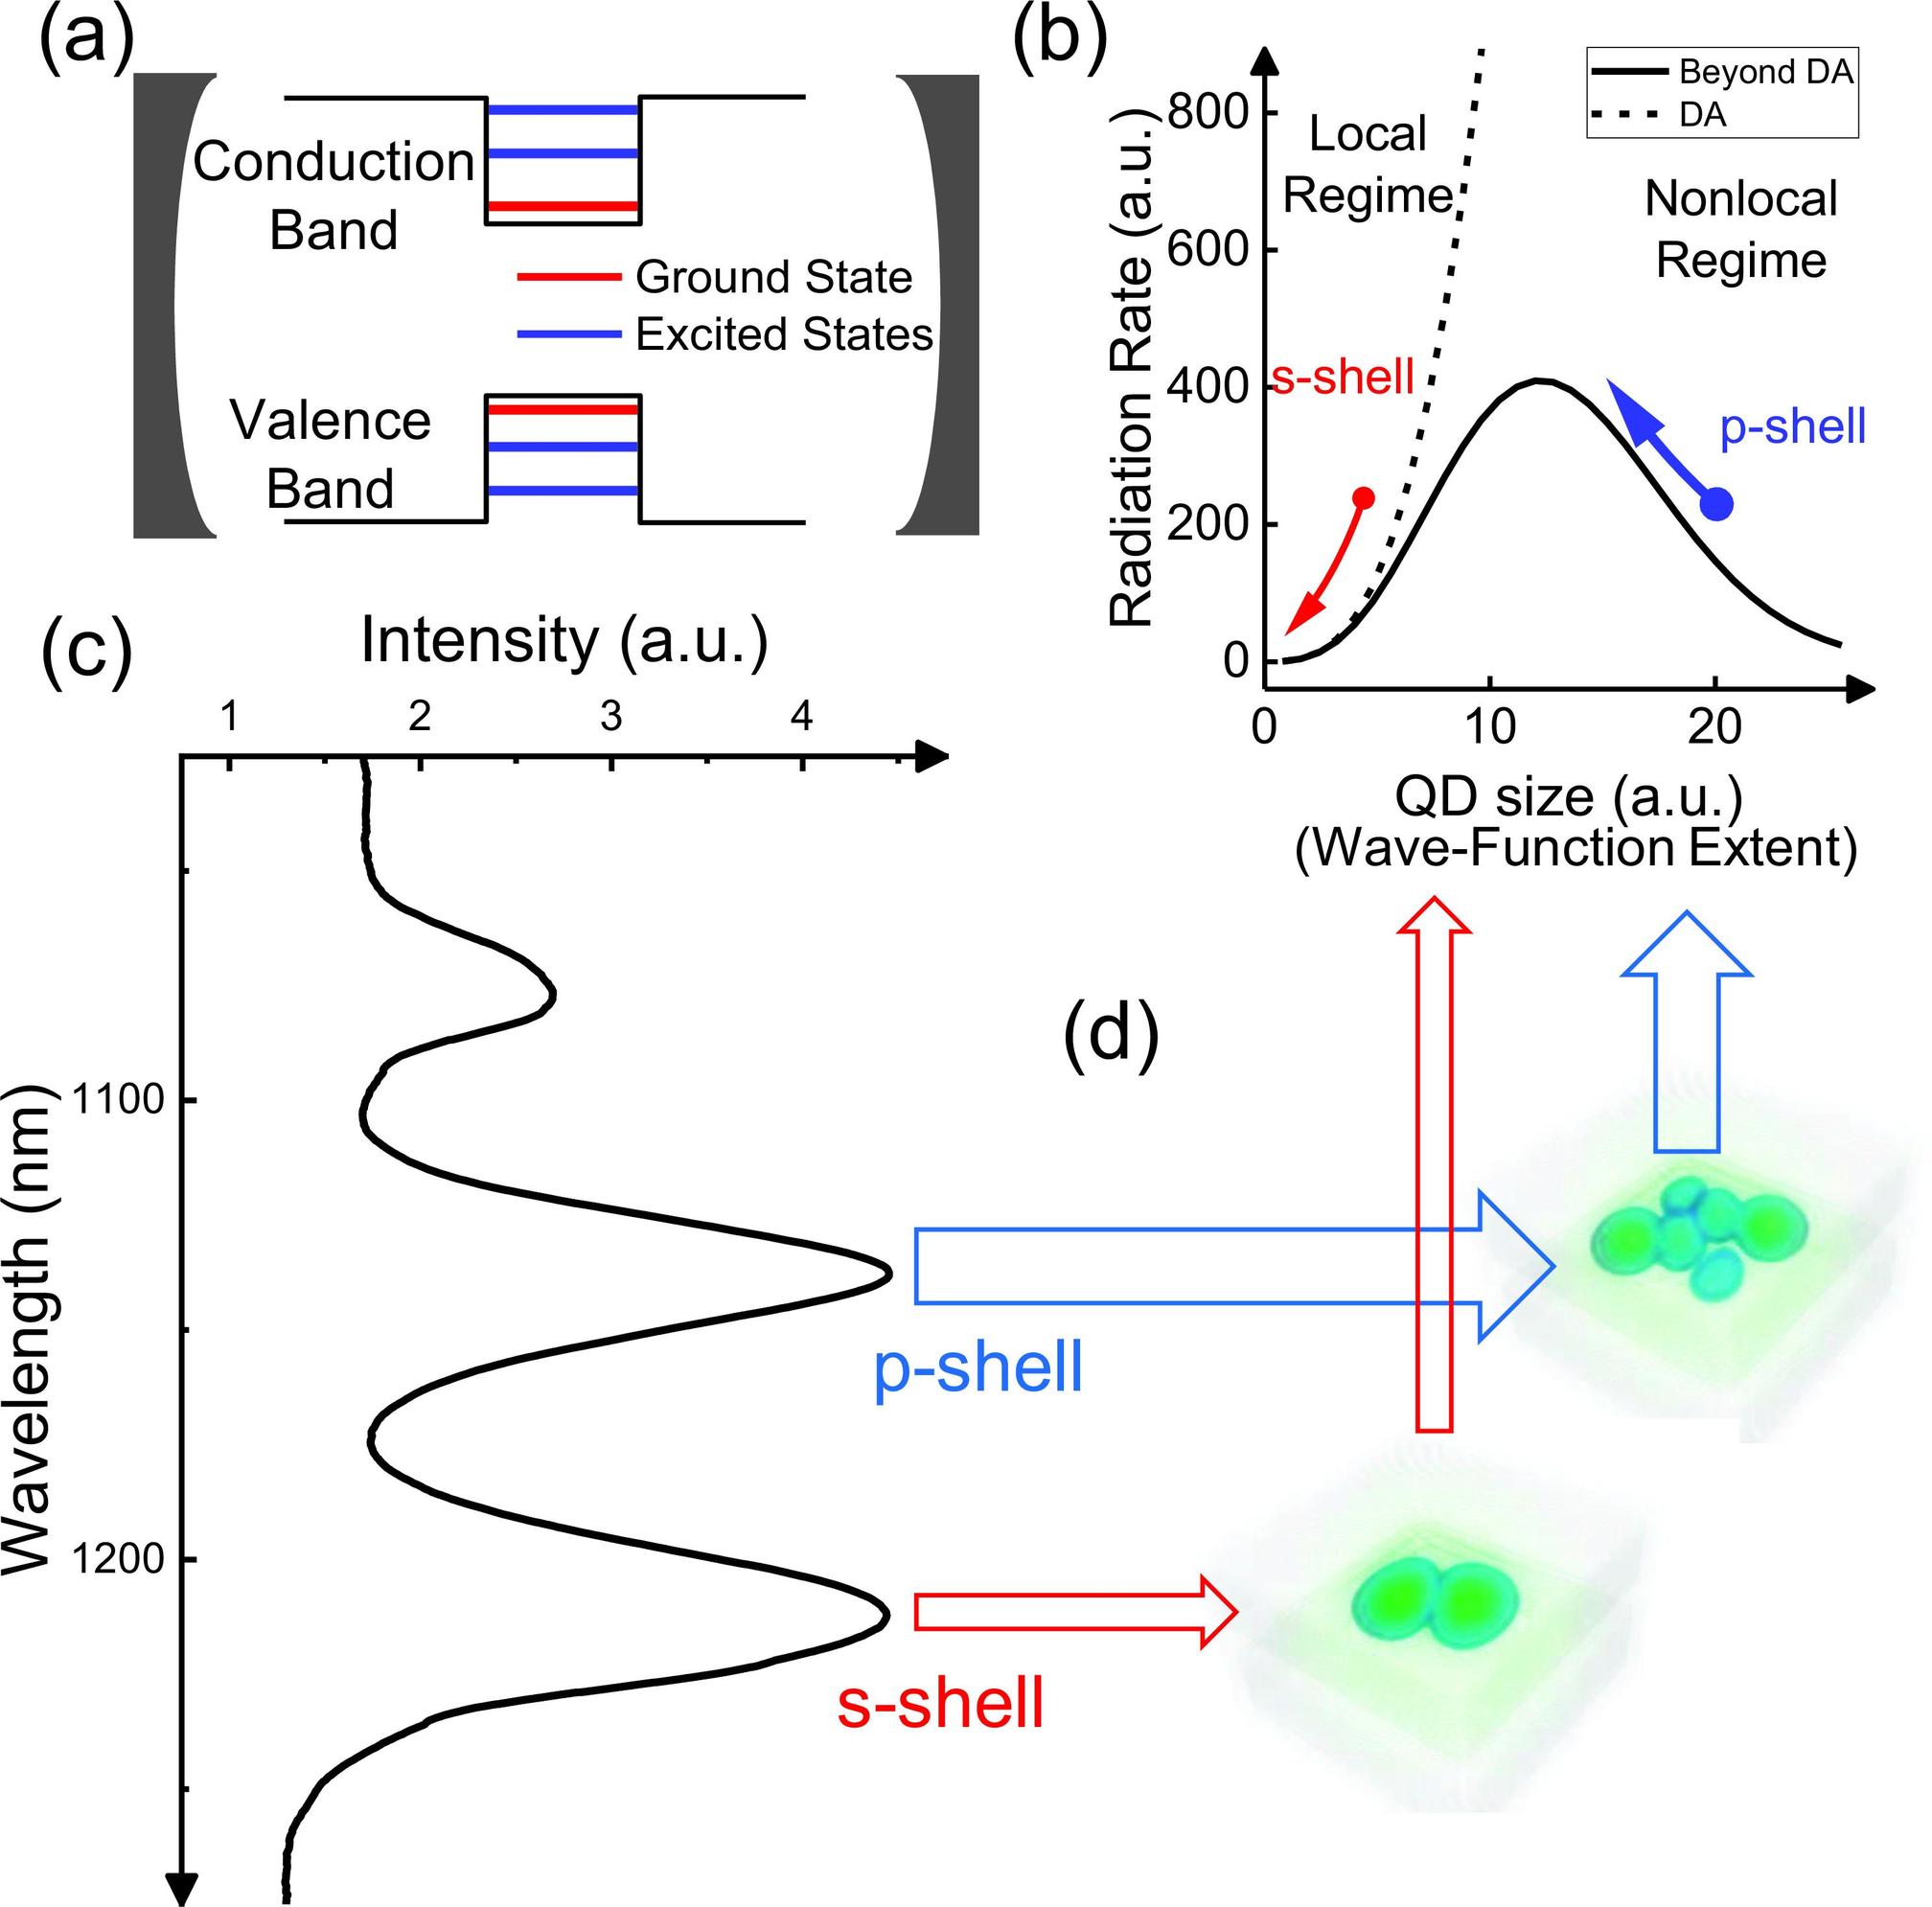 (a)
Conduction
Band
Ground State
Excited States
Valence
Band
(b)
Radiation Rate (a.u.)
800
600
400
200
0
Local
Regime
Beyond DA
DA
Nonlocal
Regime
s-shell
p-shell
0 10 20
QD size (a.u.)
(Wave-Function Extent)
(c)
Intensity (a.u.)
1 2 3 4
Wavelength (nm)
1100
1200
p-shell
s-shell
(d)